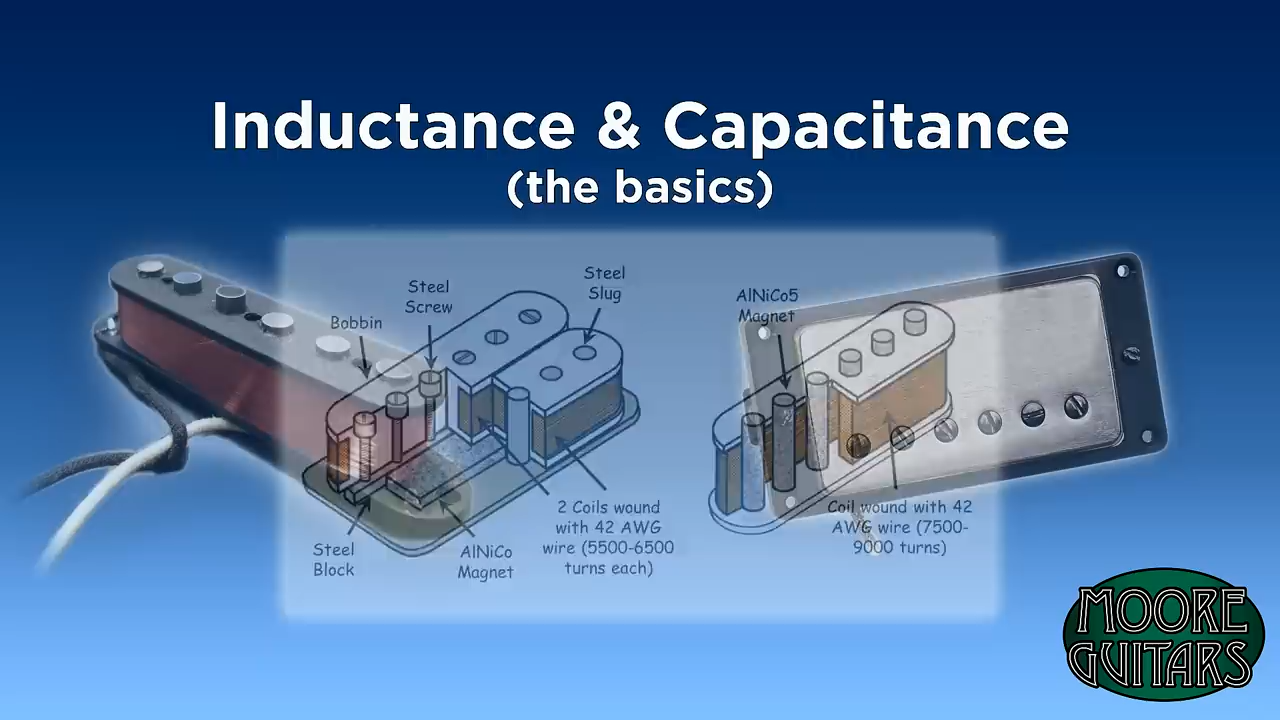 Inductance & Capacitance
(the basics)
Steel
Slug
Steel
Screw
AlNiCo5
Magnet
Bobbin
2 Coils wound
with 42 AWG
wire (5500-6500
turns each)
Coil wound with 42
AWG wire (7500-
9000 turns)
Steel
Block
AlNiCo
Magnet
MOORE
GUITARS